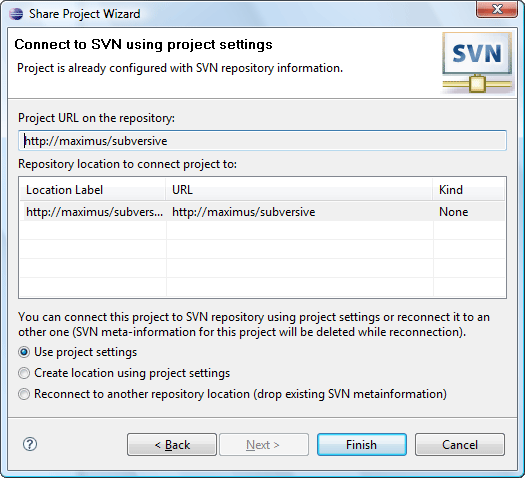 Share Project Wizard
Connect to SVN using project settings
Project is already configured with SVN repository information.
SVN
Project URL on the repository:
http://maximus/subversive
Repository location to connect project to:
Location Label URL Kind
http://maximus/subvers... http://maximus/subversive None
You can connect this project to SVN repository using project settings or reconnect it to an
other one (SVN meta-information for this project will be deleted while reconnection).
Use project settings
Create location using project settings
Reconnect to another repository location (drop existing SVN metainformation)
? < Back Next > Finish Cancel